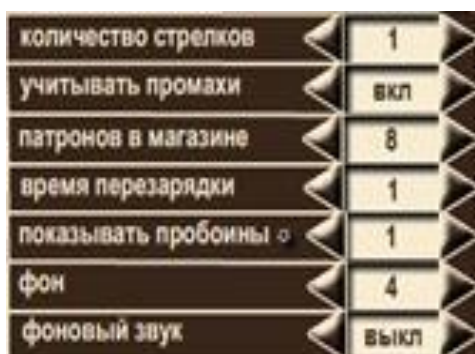 количество стрелков 1
учитывать промахи вкл
патронов в магазине 8
время перезарядки 1
показывать пробоины 1
фон 4
фоновый звук выкл